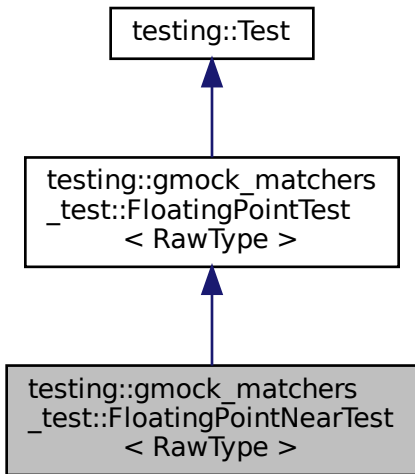 testing::Test
testing::gmock_matchers
_test::FloatingPointTest
< RawType >
testing::gmock_matchers
_test::FloatingPointNearTest
< RawType >